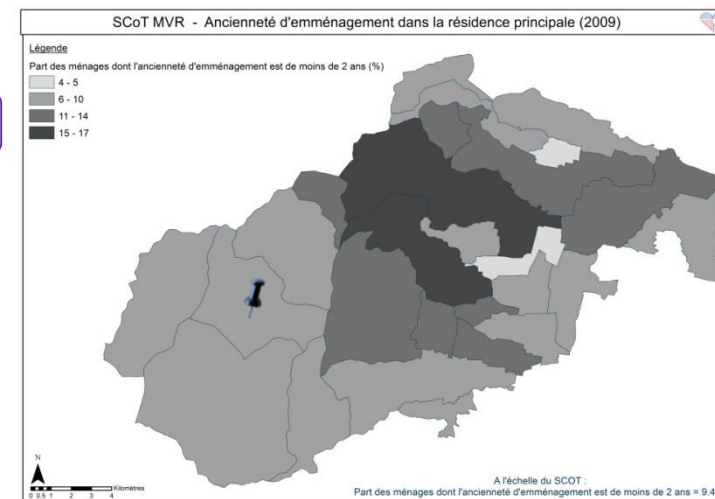 SCoT MVR - Ancienneté d'emménagement dans la résidence principale (2009)
Légende
Part des ménages dont l'ancienneté d'emménagement est de moins de 2 ans (%)
4 - 5
6 - 10
11 - 14
15 - 17
N
0 0.5 1 2 3 4
Kilomètres
A l'échelle du SCOT :
Part des ménages dont l'ancienneté d'emménagement est de moins de 2 ans = 9.4